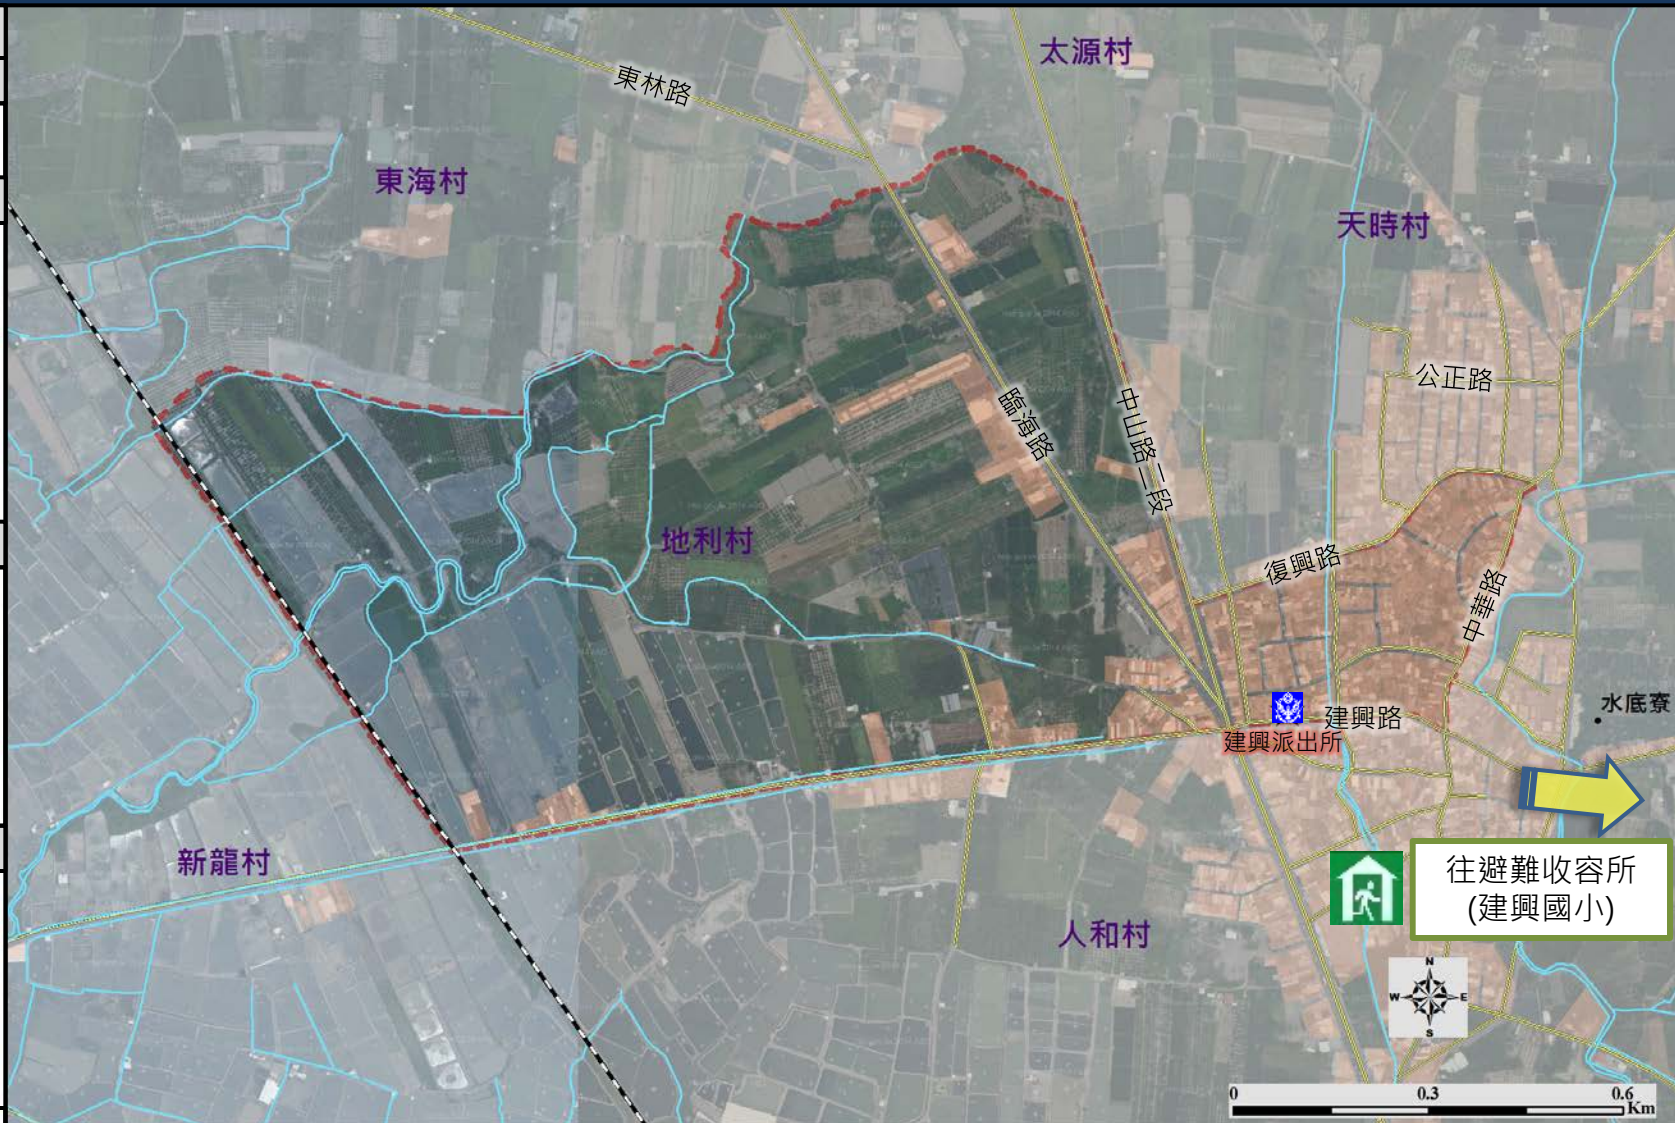 太源村
東林路
東海村
天時村
公正路
臨海路
中山路二段
地利村
復興路
中華路
水底寮
建興路
建興派出所
新龍村
往避難收容所
(建興國小)
人和村
N
W E
S
0 0.3 0.6
Km